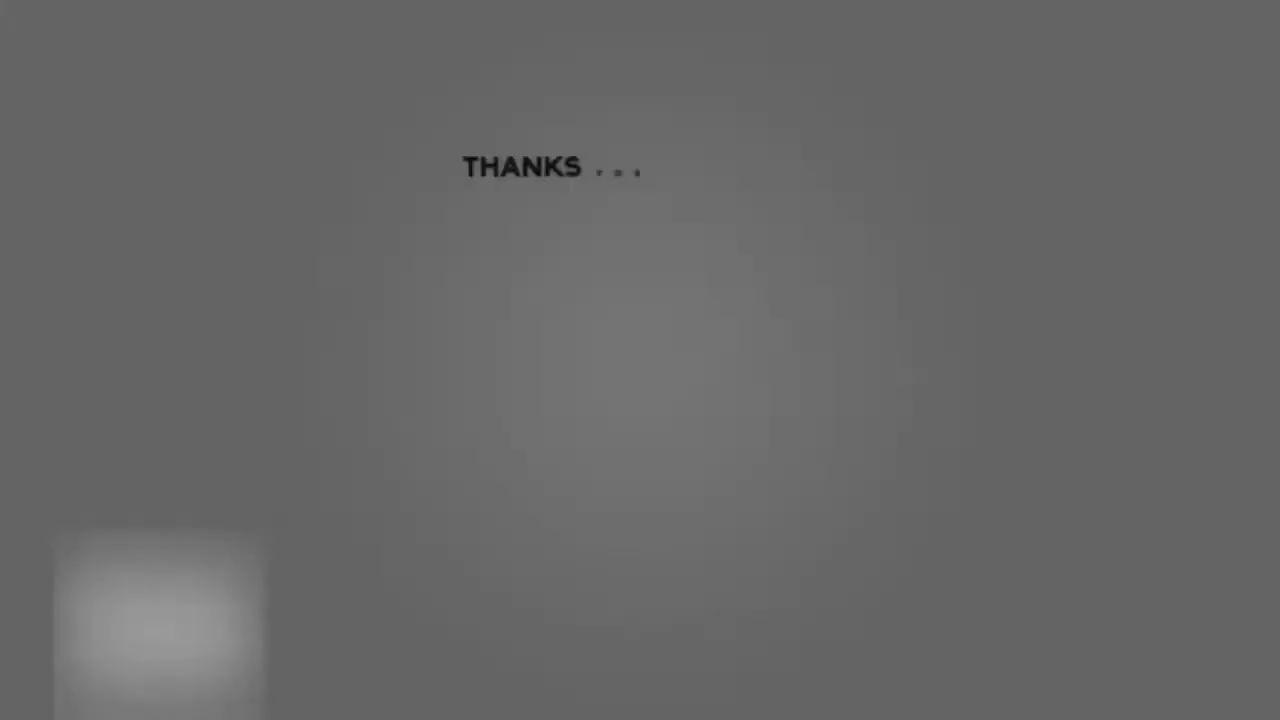 THANKS . . .